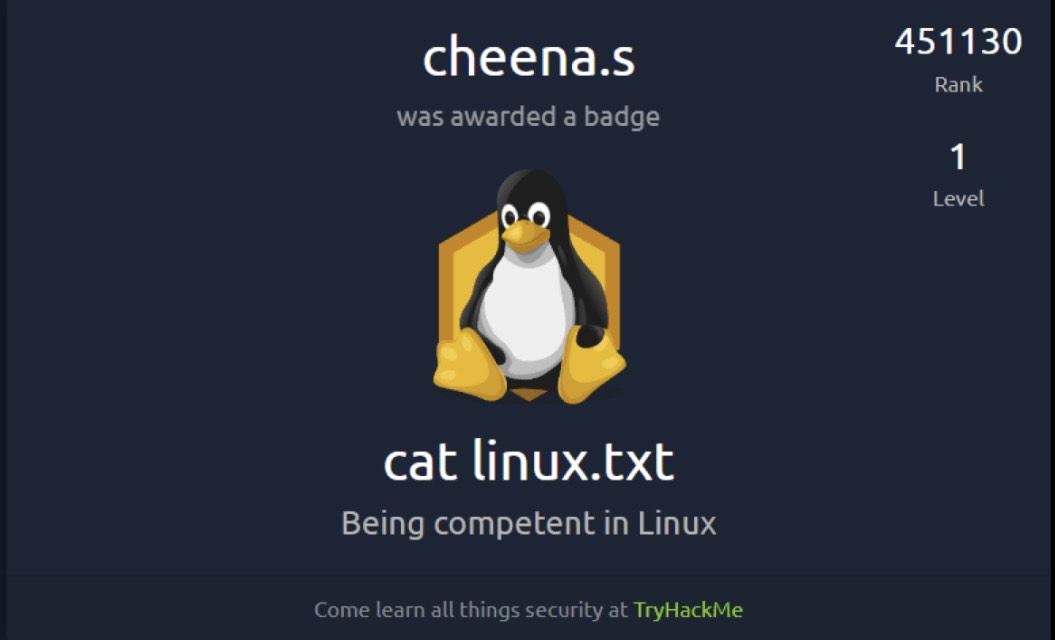 cheena.s
was awarded a badge
451130
Rank
1
Level
cat linux.txt
Being competent in Linux
Come learn all things security at TryHackMe